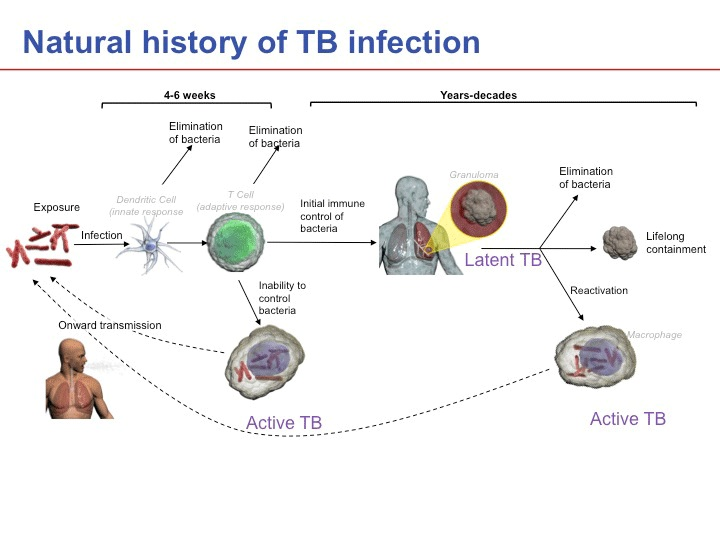 Natural history of TB infection
4-6 weeks
Years-decades
Elimination
of bacteria
Elimination
of bacteria
Elimination
of bacteria
Granuloma
Dendritic Cell
(innate response
T Cell
(adaptive response)
Exposure
Infection
Initial immune
control of
bacteria
Latent TB
Lifelong
containment
Inability to
control
bacteria
Reactivation
Onward transmission
Macrophage
Active TB
Active TB